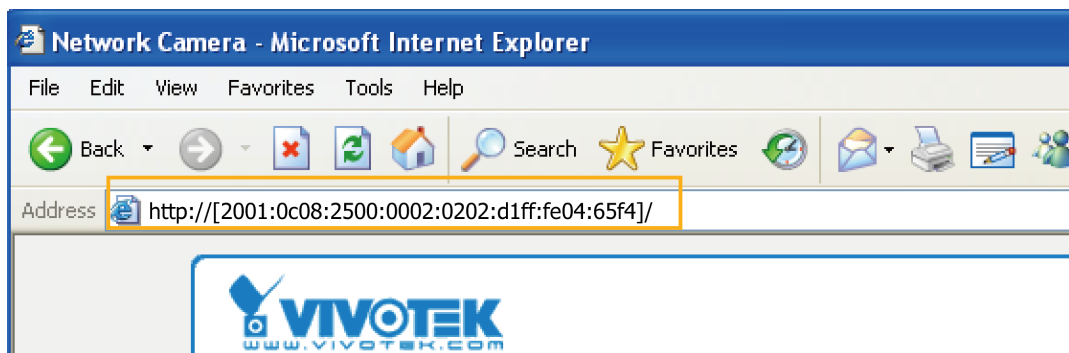 Network Camera - Microsoft Internet Explorer
File Edit View Favorites Tools Help
Back Search Favorites
Address http://[2001:0c08:2500:0002:0202:d1ff:fe04:65f4]/
VIVOTEK
www.vivotek.com